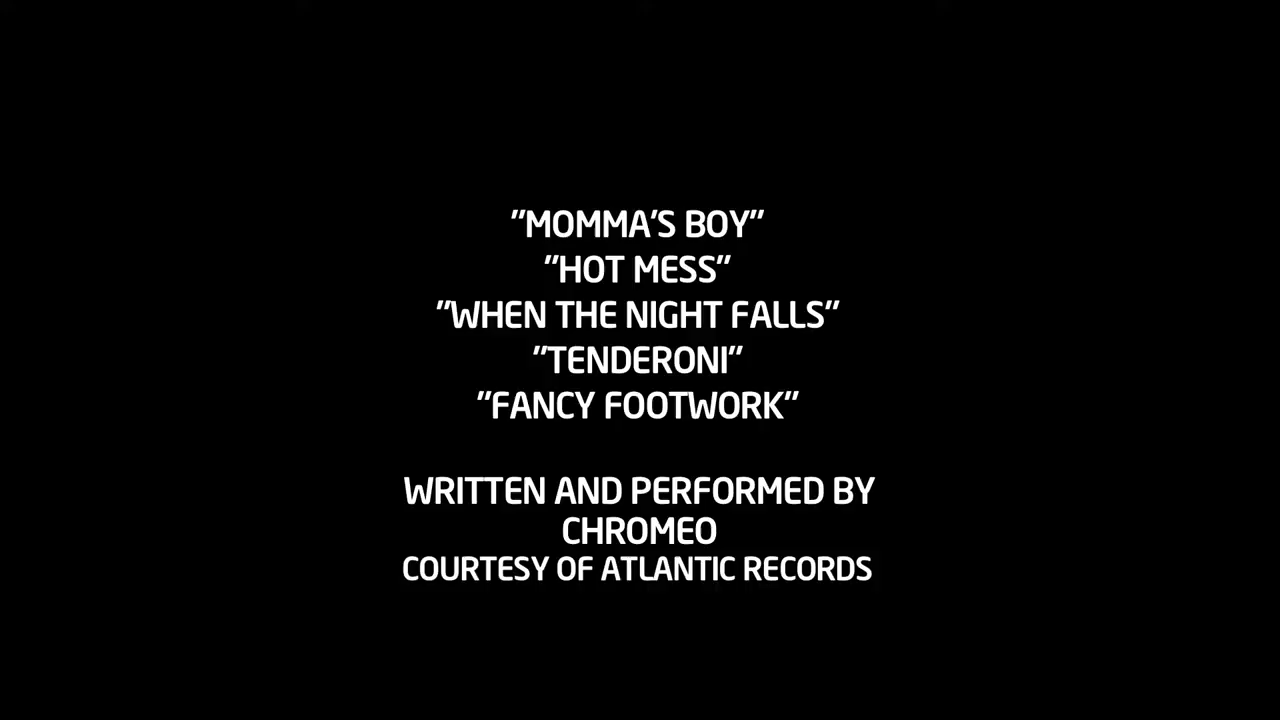 "MOMMA'S BOY"
"HOT MESS"
"WHEN THE NIGHT FALLS"
"TENDERONI"
"FANCY FOOTWORK"
WRITTEN AND PERFORMED BY
CHROMEO
COURTESY OF ATLANTIC RECORDS